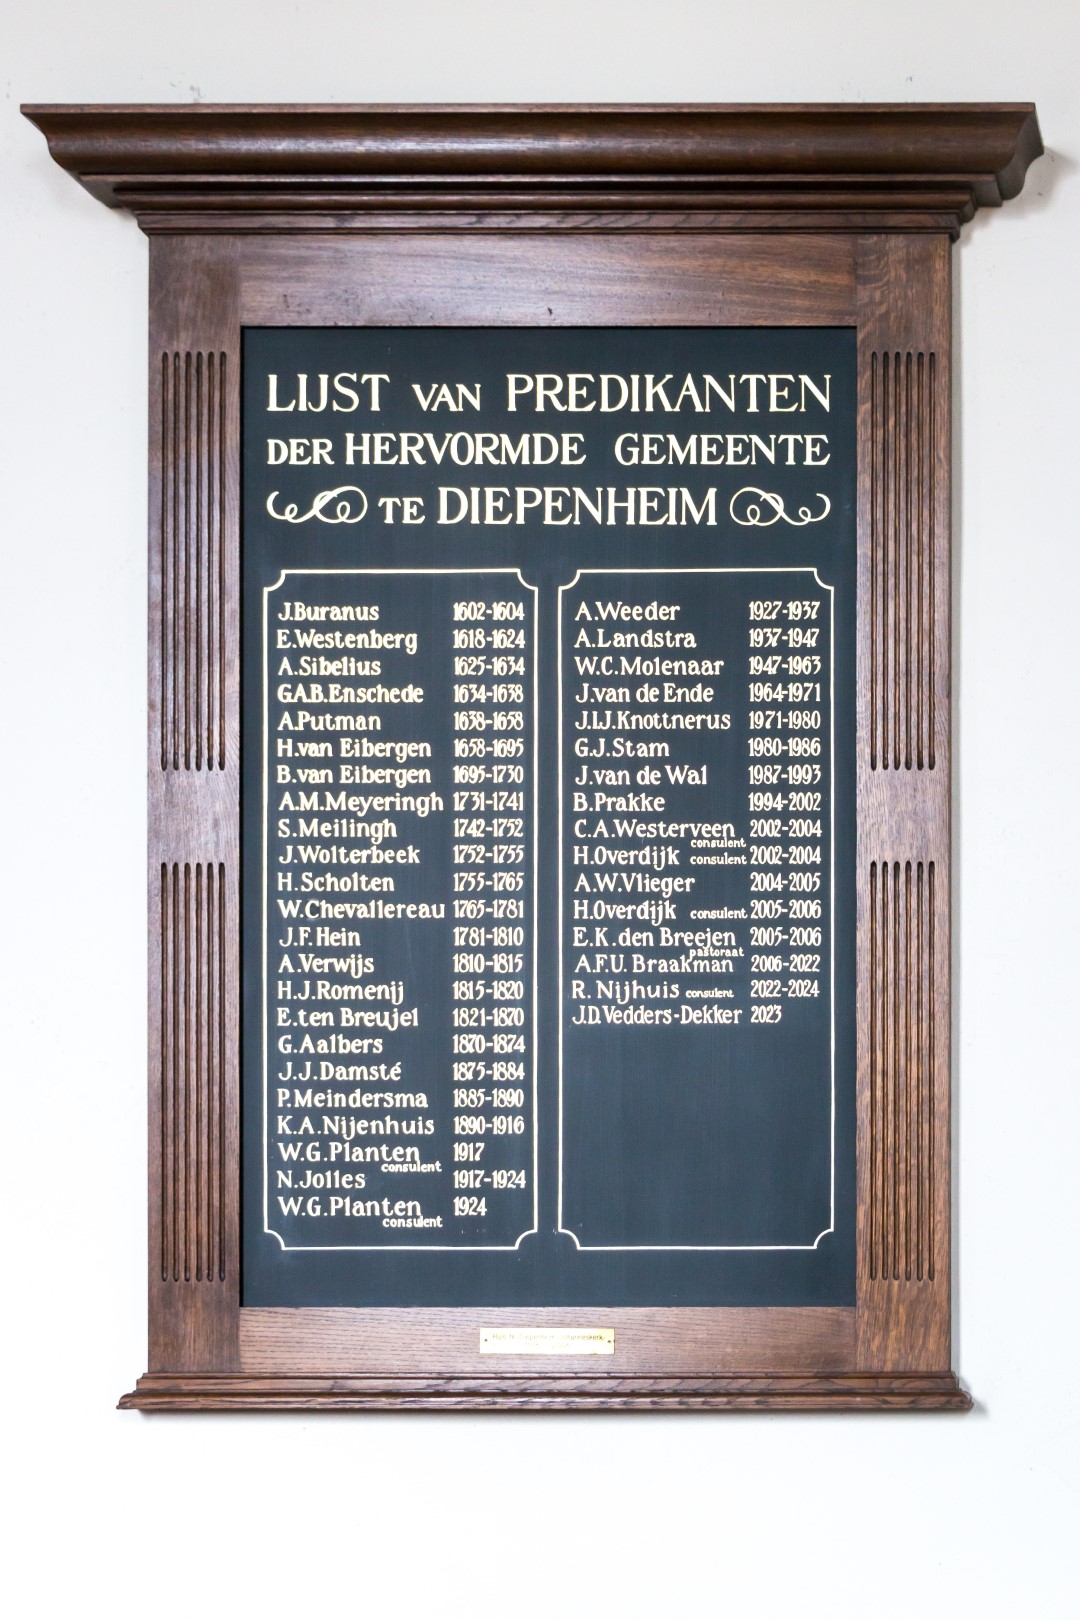 LIJST VAN PREDIKANTEN
DER HERVORMDE GEMEENTE
TE DIEPENHEIM
J.Buranus 1602-1604
E.Westenberg 1618-1624
A.Sibelius 1625-1634
G.A.B.Enschede 1634-1638
A.Putman 1638-1658
H.van Eibergen 1658-1695
B.van Eibergen 1695-1730
A.M.Meyeringh 1731-1741
S.Meilingh 1742-1752
J.Wolterbeek 1752-1755
H.Scholten 1755-1765
W.Chevallereau 1765-1781
J.F.Hein 1781-1810
A.Verwijs 1810-1815
H.J.Romenij 1815-1820
E.ten Breujel 1821-1870
G.Aalbers 1870-1874
J.J.Damsté 1875-1884
P.Meindersma 1885-1890
K.A.Nijenhuis 1890-1916
W.G.Planten 1917
consulent
N.Jolles 1917-1924
W.G.Planten 1924
consulent
A.Weeder 1927-1937
A.Landstra 1937-1947
W.C.Molenaar 1947-1963
J.van de Ende 1964-1971
J.IJ.Knottnerus 1971-1980
G.J.Stam 1980-1986
J.van de Wal 1987-1993
B.Prakke 1994-2002
C.A.Westerveen 2002-2004
consulent
H.Overdijk consulent 2002-2004
A.W.Vlieger 2004-2005
H.Overdijk consulent 2005-2006
E.K.den Breejen 2005-2006
pastoraat
A.F.U. Braakman 2006-2022
R. Nijhuis consulent 2022-2024
J.D.Vedders-Dekker 2023